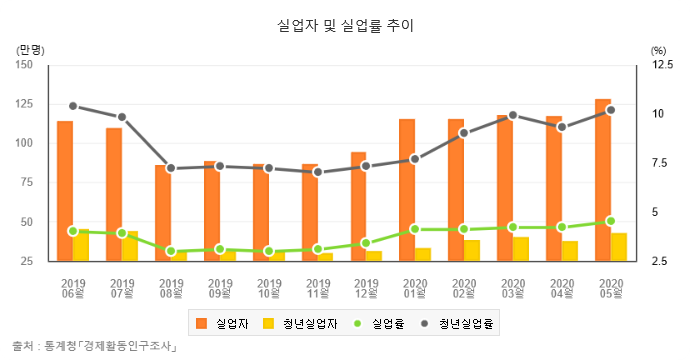 실업자 및 실업률 추이
(만명) (%)
150 12.5
125 10
100 7.5
75
50 5
25 2.5
2019 2019 2019 2019 2019 2019 2019 2020 2020 2020 2020 2020
06월 07월 08월 09월 10월 11월 12월 01월 02월 03월 04월 05월
실업자 청년실업자 실업률 청년실업률
출처 : 통계청「경제활동인구조사」